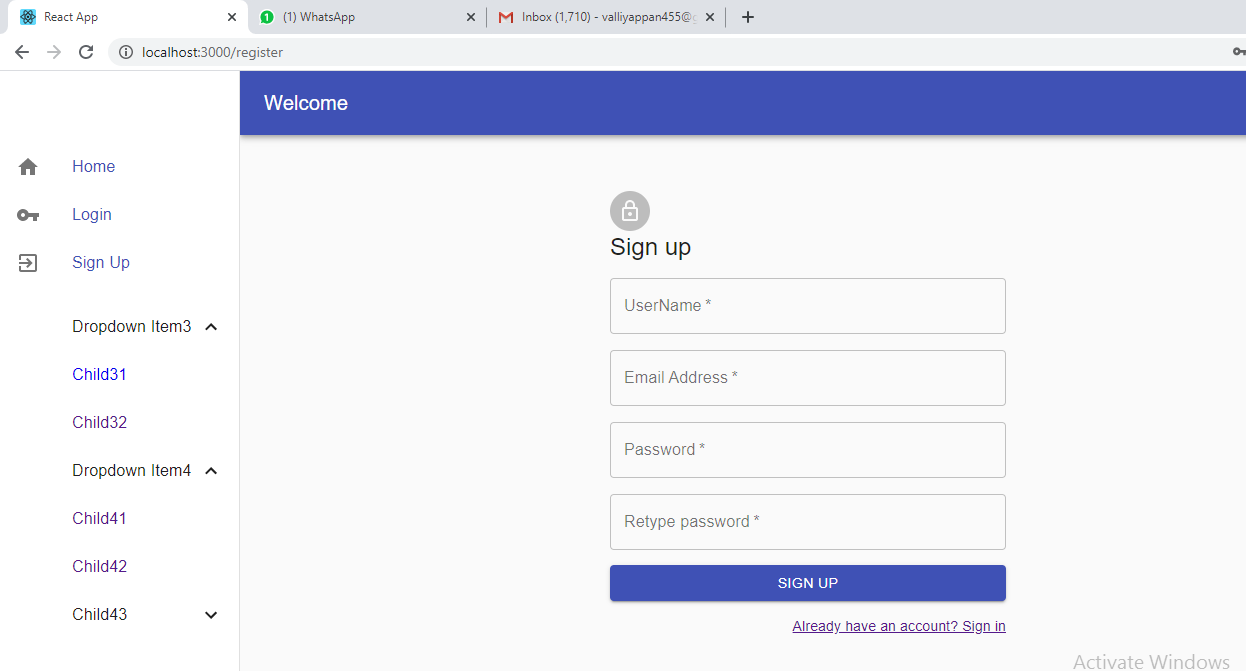 React App
(1) WhatsApp
Inbox (1,710) - valliyappan455@
localhost:3000/register
Welcome
Home
Login
Sign Up
Dropdown Item3
Child31
Child32
Dropdown Item4
Child41
Child42
Child43
Sign up
UserName *
Email Address *
Password *
Retype password *
SIGN UP
Already have an account? Sign in
Activate Windows